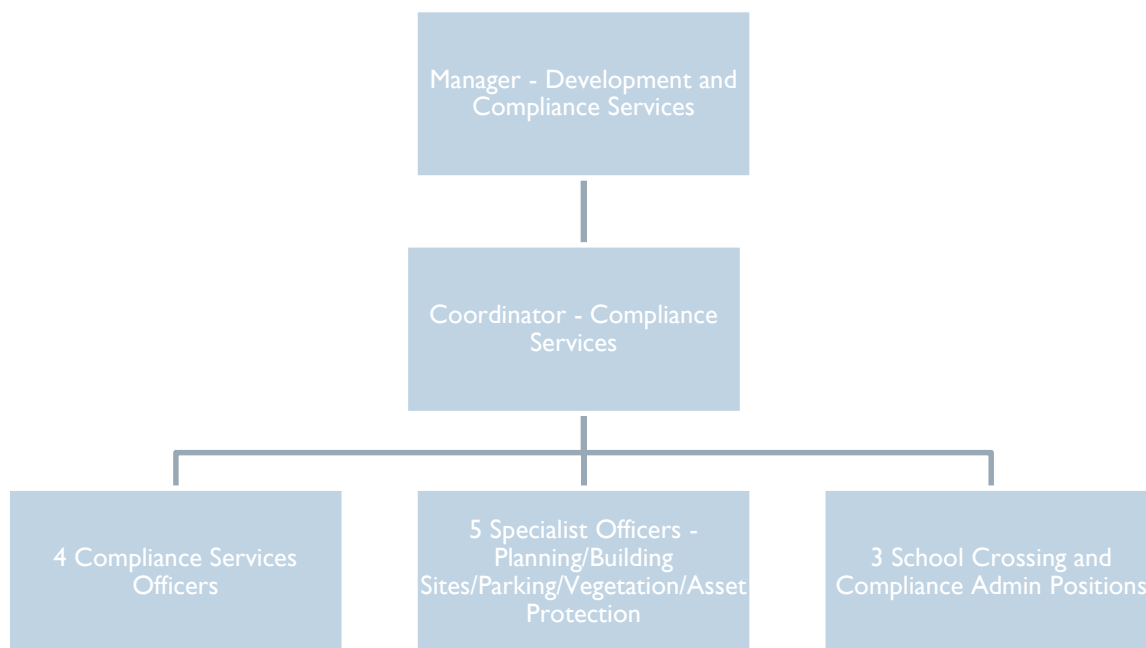 Manager - Development and
Compliance Services
Coordinator - Compliance
Services
4 Compliance Services
Officers
5 Specialist Officers -
Planning/Building
Sites/Parking/Vegetation/Asset
Protection
3 School Crossing and
Compliance Admin Positions